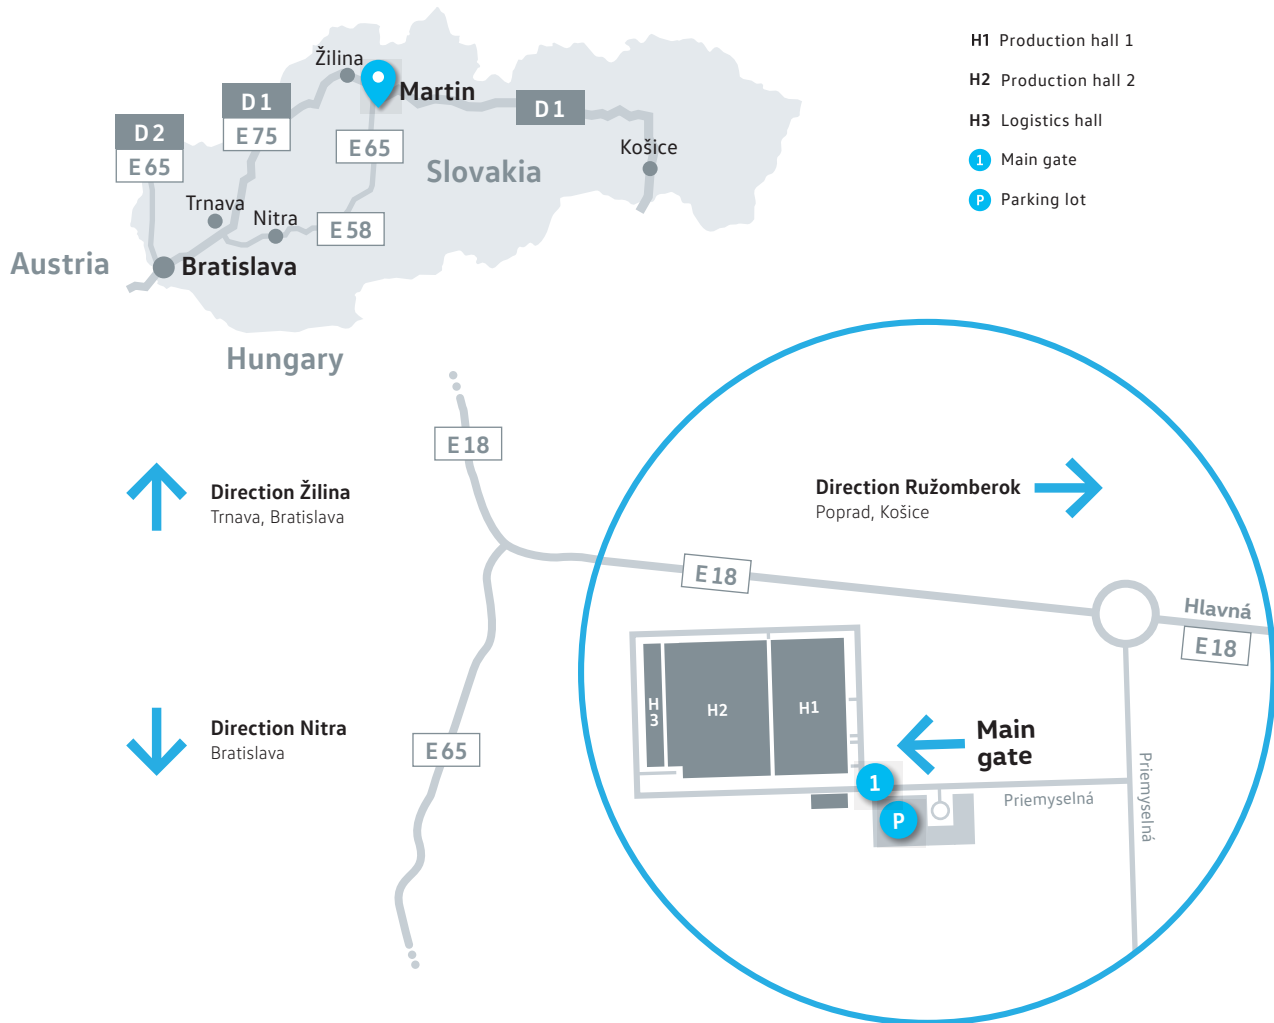 H1 Production hall 1
H2 Production hall 2
H3 Logistics hall
1 Main gate
P Parking lot
Žilina
Martin
D1
E75
D1
D2
E65
E65
Košice
Slovakia
Trnava
Nitra
E58
Austria
Bratislava
Hungary
E18
Direction Žilina
Trnava, Bratislava
Direction Ružomberok
Poprad, Košice
E18
Hlavná
E18
H3
H2
H1
Direction Nitra
Bratislava
E65
Main
gate
1
P
Priemyselná
Priemyselná